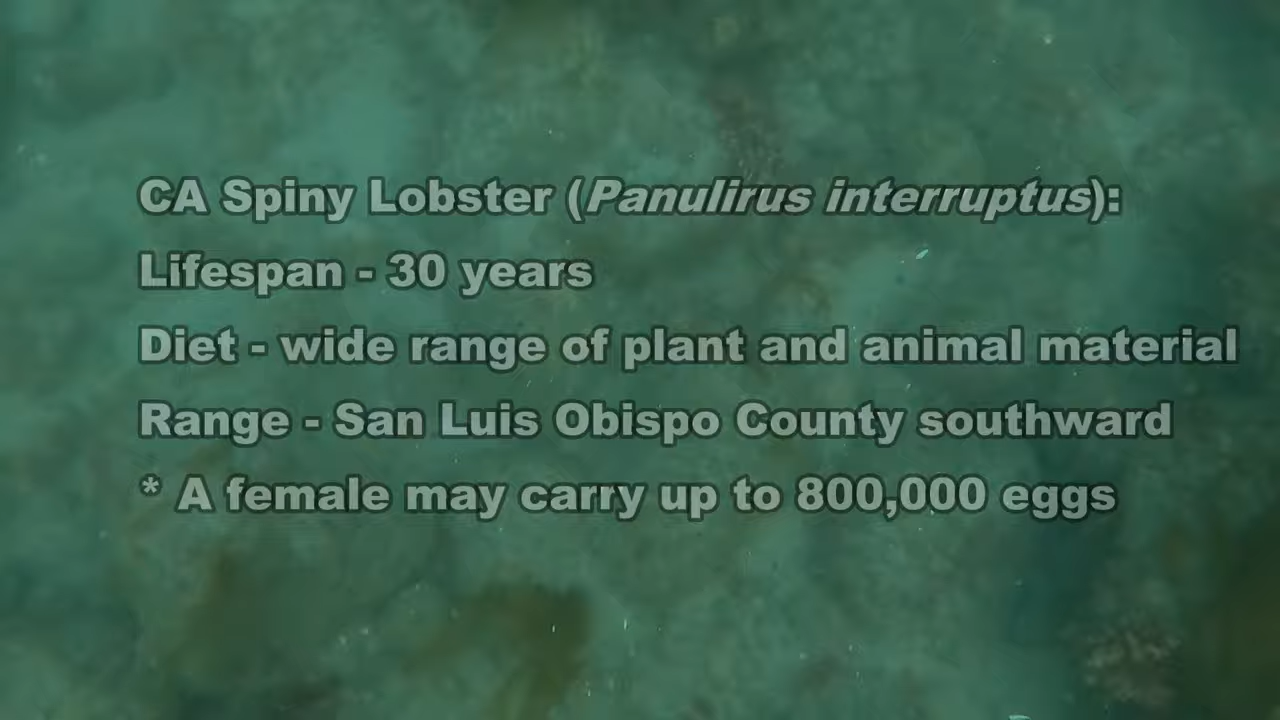 CA Spiny Lobster (Panulirus interruptus):
Lifespan - 30 years
Diet - wide range of plant and animal material
Range - San Luis Obispo County southward
* A female may carry up to 800,000 eggs